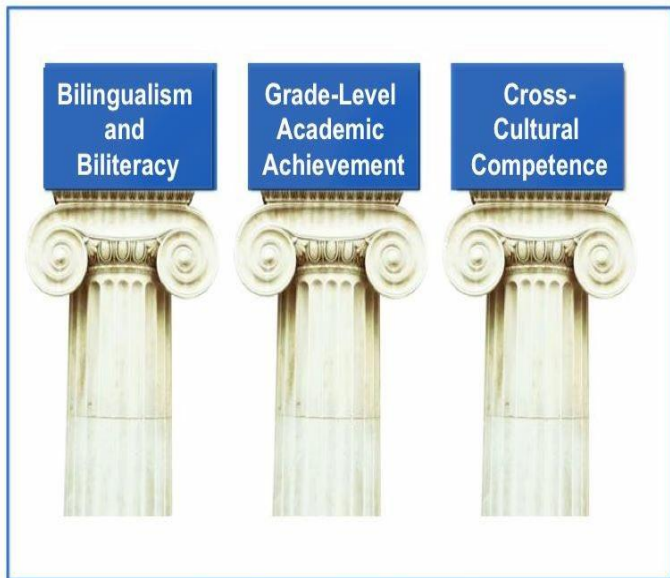 Bilingualism
and
Biliteracy
Grade-Level
Academic
Achievement
Cross-
Cultural
Competence